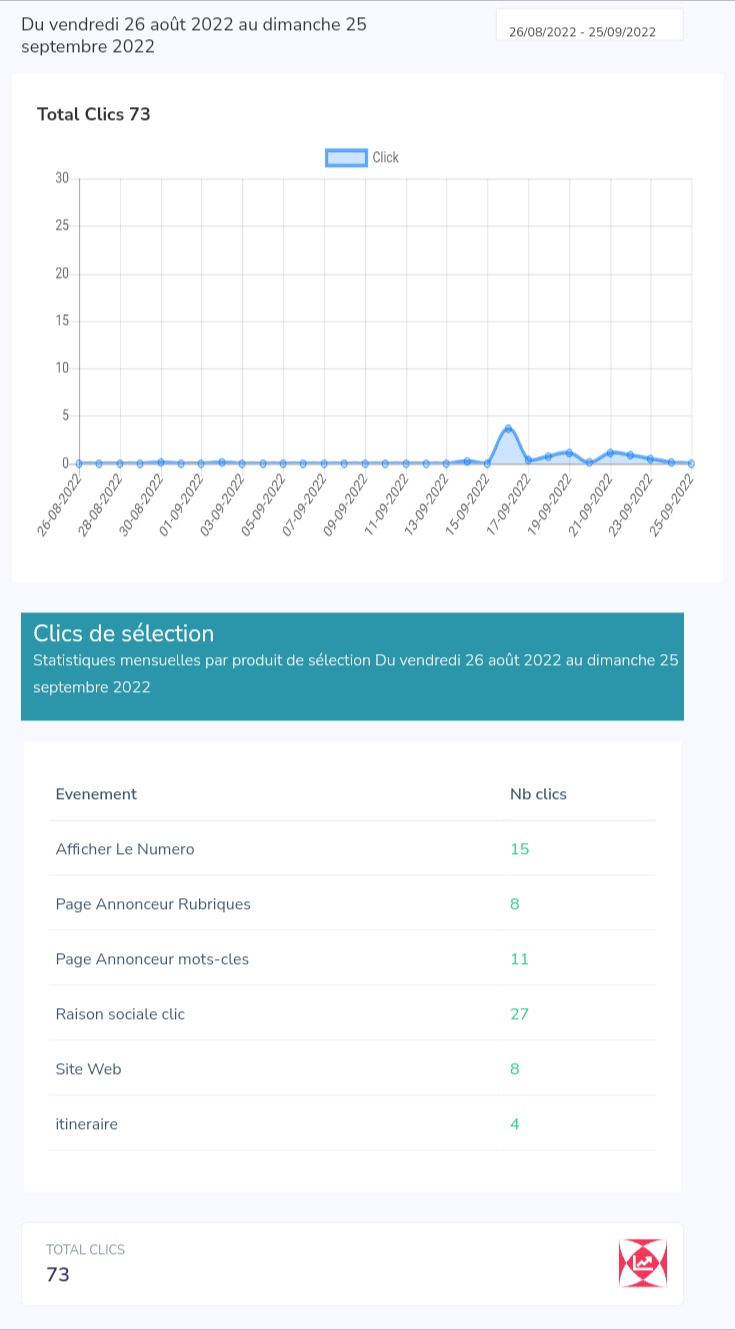 Du vendredi 26 août 2022 au dimanche 25
septembre 2022
26/08/2022 - 25/09/2022
Total Clics 73
Click
30
25
20
15
10
5
0
26-08-2022
28-08-2022
30-08-2022
01-09-2022
03-09-2022
05-09-2022
07-09-2022
09-09-2022
11-09-2022
13-09-2022
15-09-2022
17-09-2022
19-09-2022
21-09-2022
23-09-2022
25-09-2022
Clics de sélection
Statistiques mensuelles par produit de sélection Du vendredi 26 août 2022 au dimanche 25
septembre 2022
Evenement Nb clics
Afficher Le Numero 15
Page Annonceur Rubriques 8
Page Annonceur mots-cles 11
Raison sociale clic 27
Site Web 8
itineraire 4
TOTAL CLICS
73